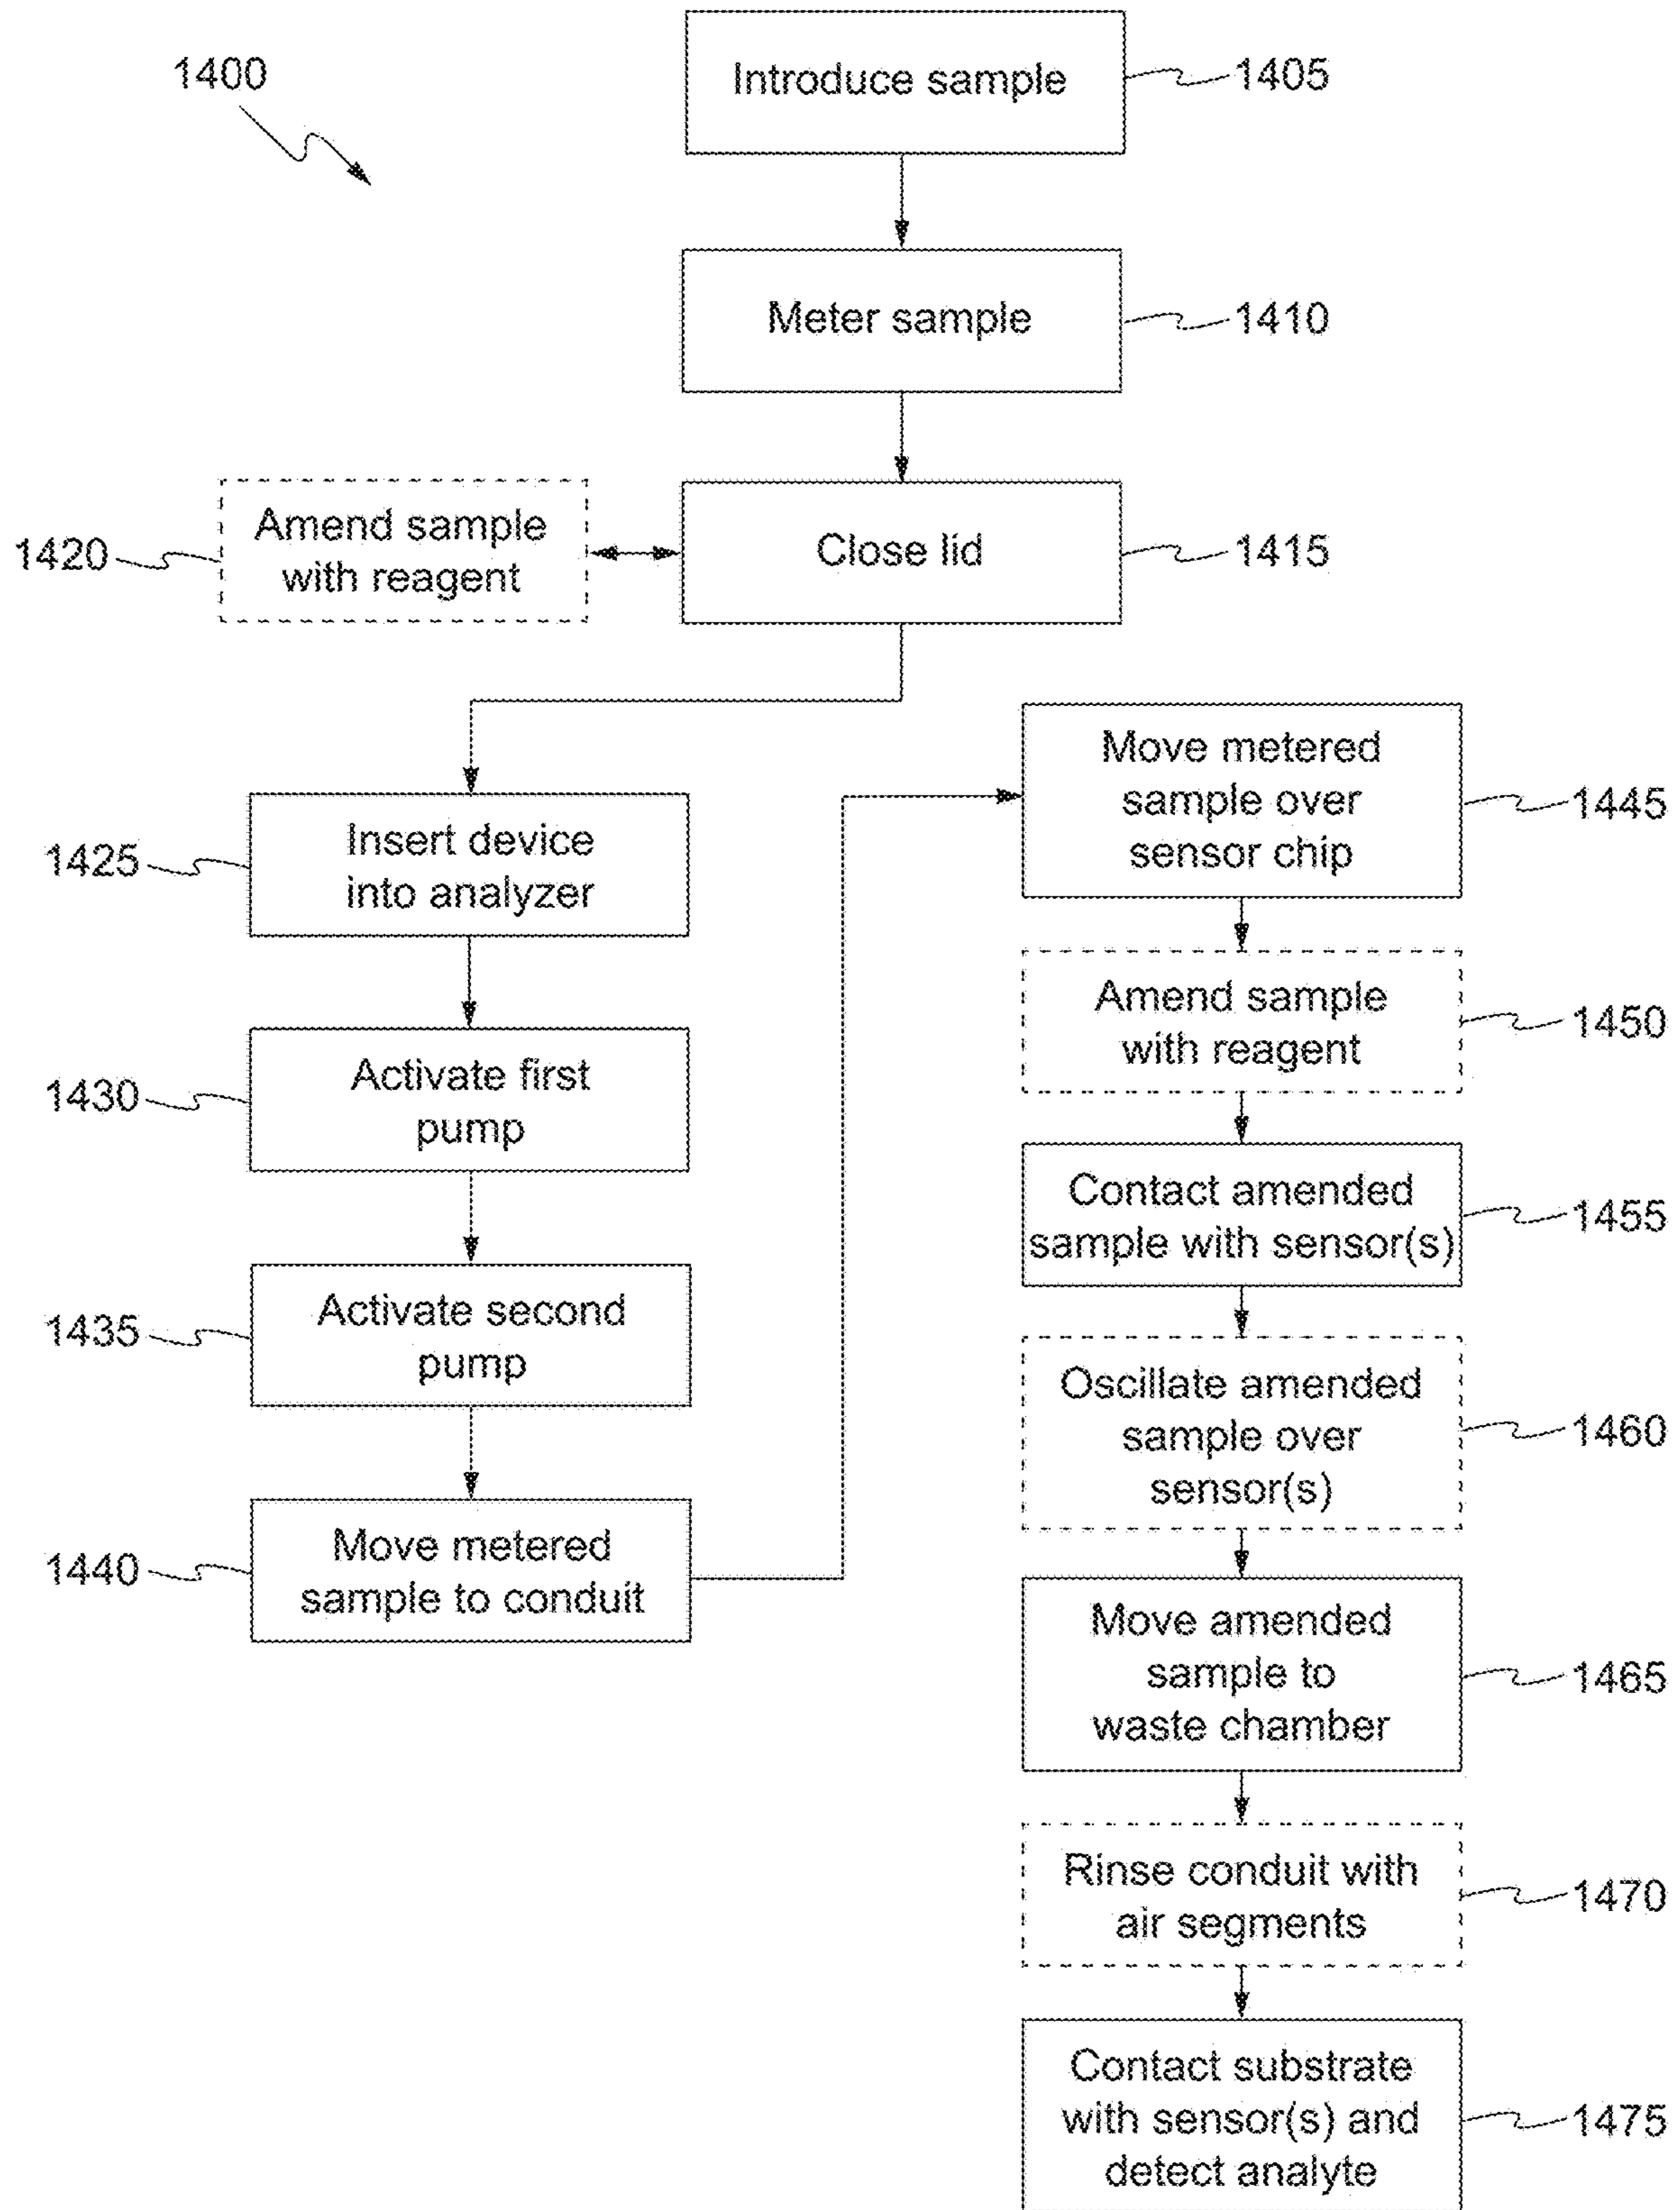 1400
Introduce sample
1405
Meter sample
1410
Close lid
1415
Amend sample
with reagent
1420
Insert device
into analyzer
1425
Activate first
pump
1430
Activate second
pump
1435
Move metered
sample to conduit
1440
Move metered
sample over
sensor chip
1445
Amend sample
with reagent
1450
Contact amended
sample with sensor(s)
1455
Oscillate amended
sample over
sensor(s)
1460
Move amended
sample to
waste chamber
1465
Rinse conduit with
air segments
1470
Contact substrate
with sensor(s) and
detect analyte
1475